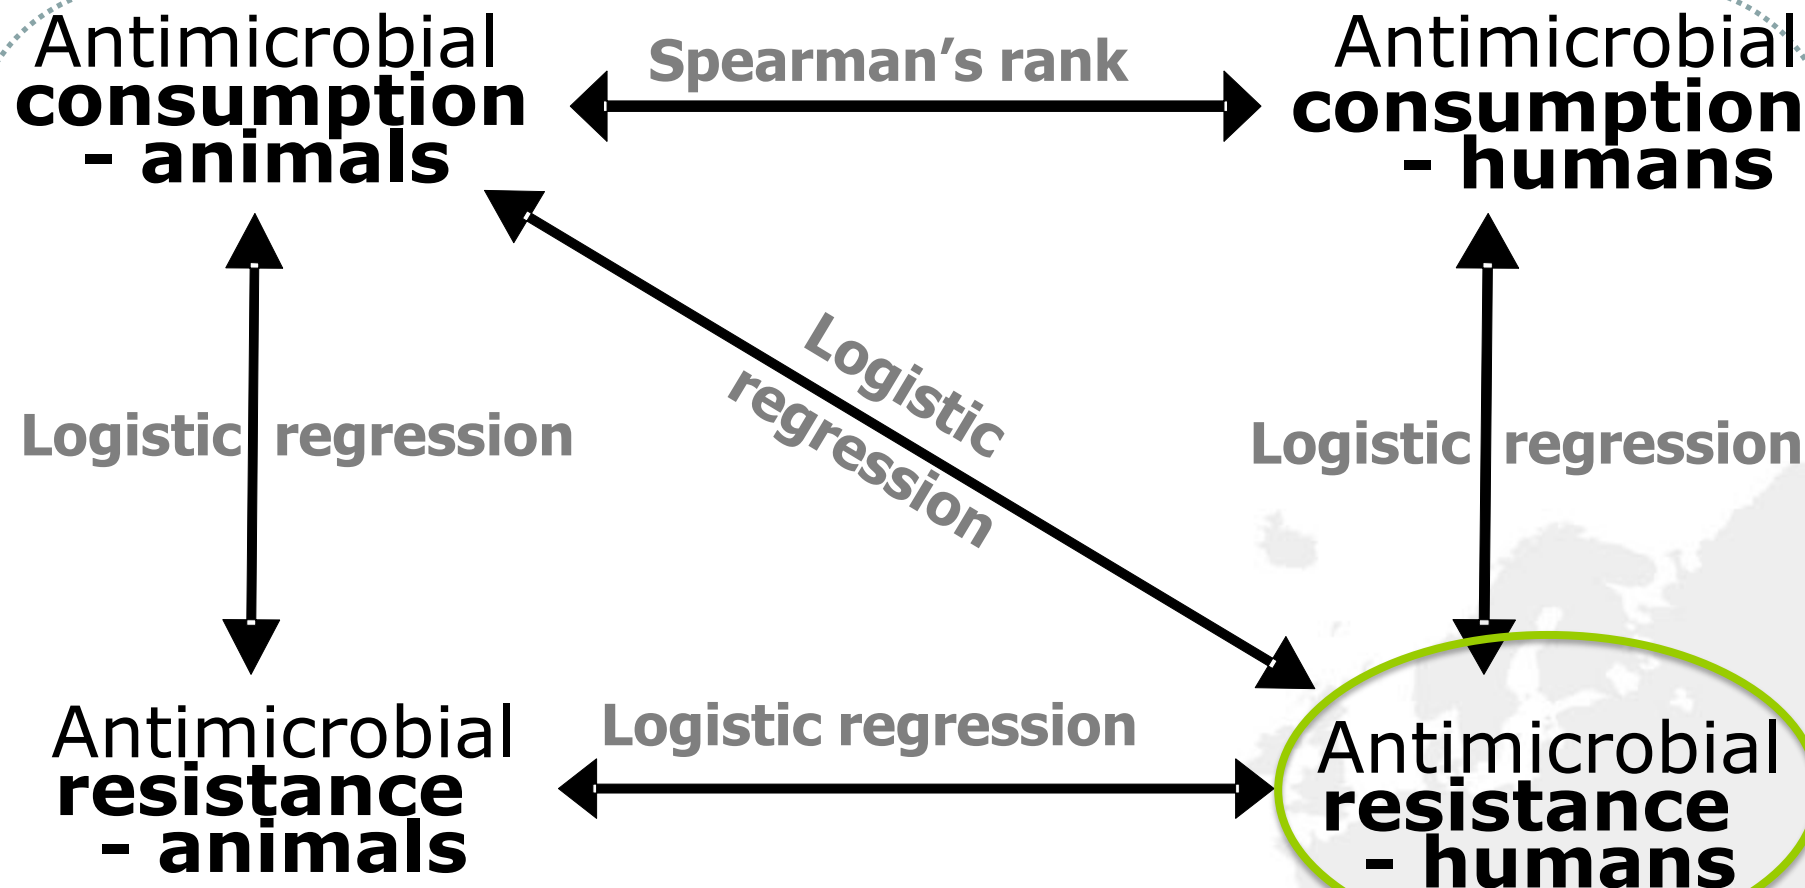 Antimicrobial
consumption
- animals
Spearman's rank
Antimicrobial
consumption
- humans
Logistic regression
Logistic
regression
Logistic regression
Antimicrobial
resistance
- animals
Logistic regression
Antimicrobial
resistance
- humans